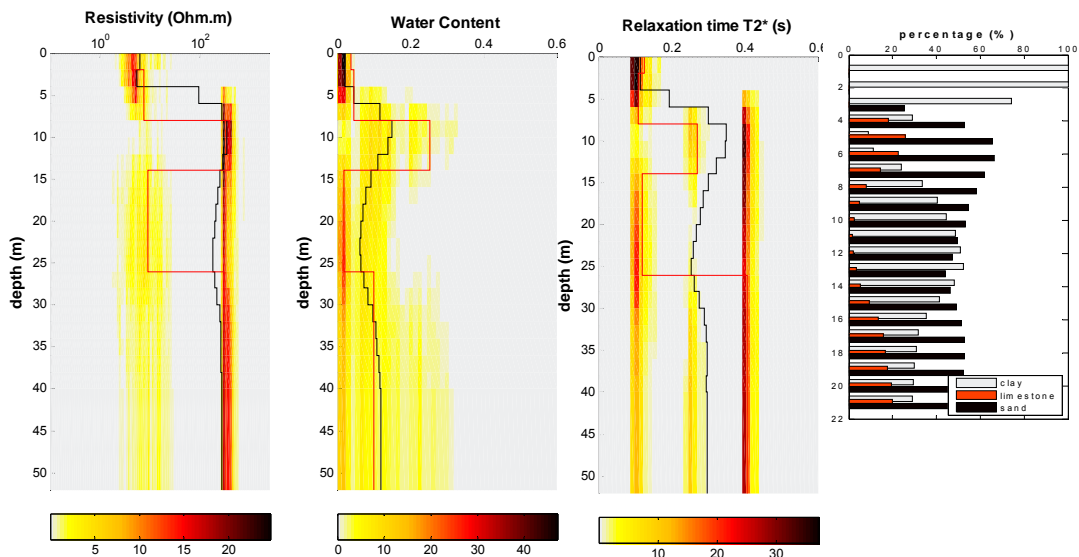 Resistivity (Ohm.m)
10^0 10^2
0
5
10
15
20
25
30
35
40
45
50
depth (m)
5 10 15 20
Water Content
0 0.2 0.4 0.6
0
5
10
15
20
25
30
35
40
45
50
depth (m)
0 10 20 30 40
Relaxation time T2* (s)
0 0.2 0.4 0.6
0
5
10
15
20
25
30
35
40
45
50
depth (m)
10 20 30
percentage (%)
0 20 40 60 80 100
0
2
4
6
8
10
12
14
16
18
20
22
clay
limestone
sand